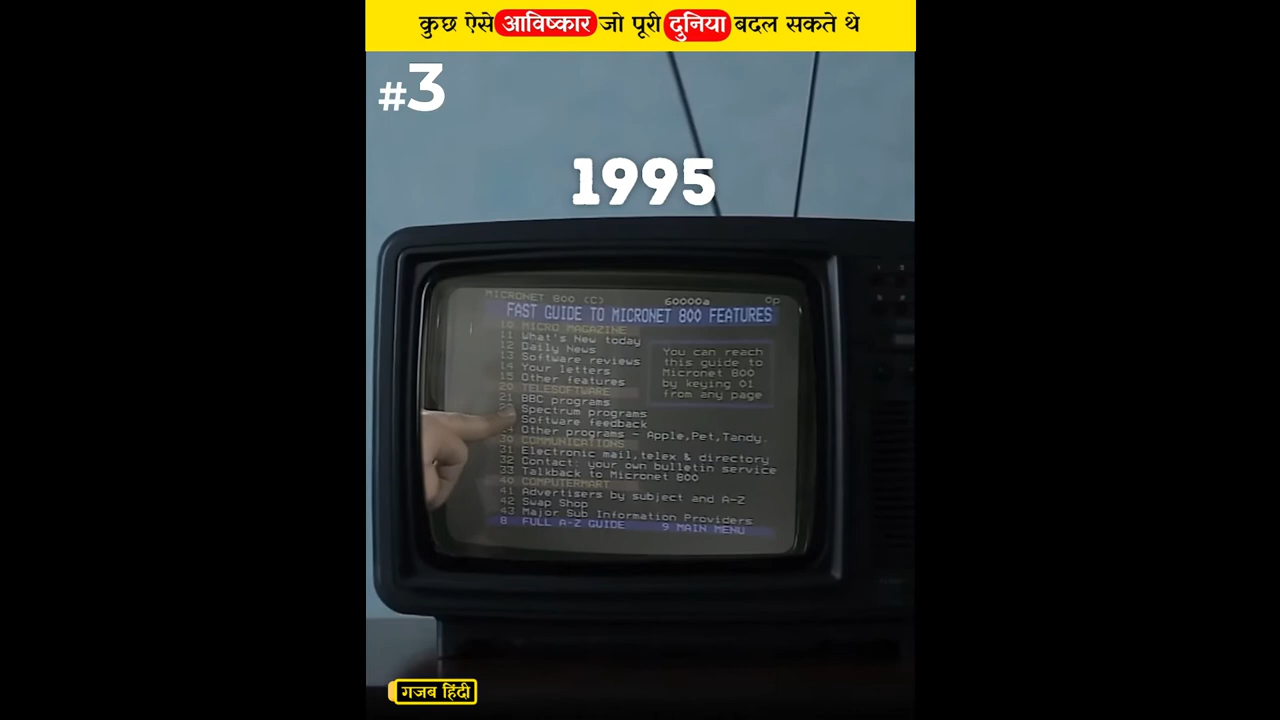 कुछ ऐसे आविष्कार जो पूरी दुनिया बदल सकते थे
#3
1995
MICRONET 800 (C) 60000a 0p
FAST GUIDE TO MICRONET 800 FEATURES
10 MICRO MAGAZINE
11 What's New today
12 Daily News
13 Software reviews
14 Your letters
15 Other features
You can reach
this guide to
Micronet 800
by keying 01
from any page
20 TELESOFTWARE
21 BBC programs
Spectrum programs
Software feedback
Other programs - Apple,Pet,Tandy.
30 COMMUNICATIONS
31 Electronic mail,telex & directory
32 Contact: your own bulletin service
33 Talkback to Micronet 800
40 COMPUTERMART
41 Advertisers by subject and A-Z
42 Swap Shop
43 Major Sub Information Providers
8 FULL A-Z GUIDE 9 MAIN MENU
गजब हिंदी